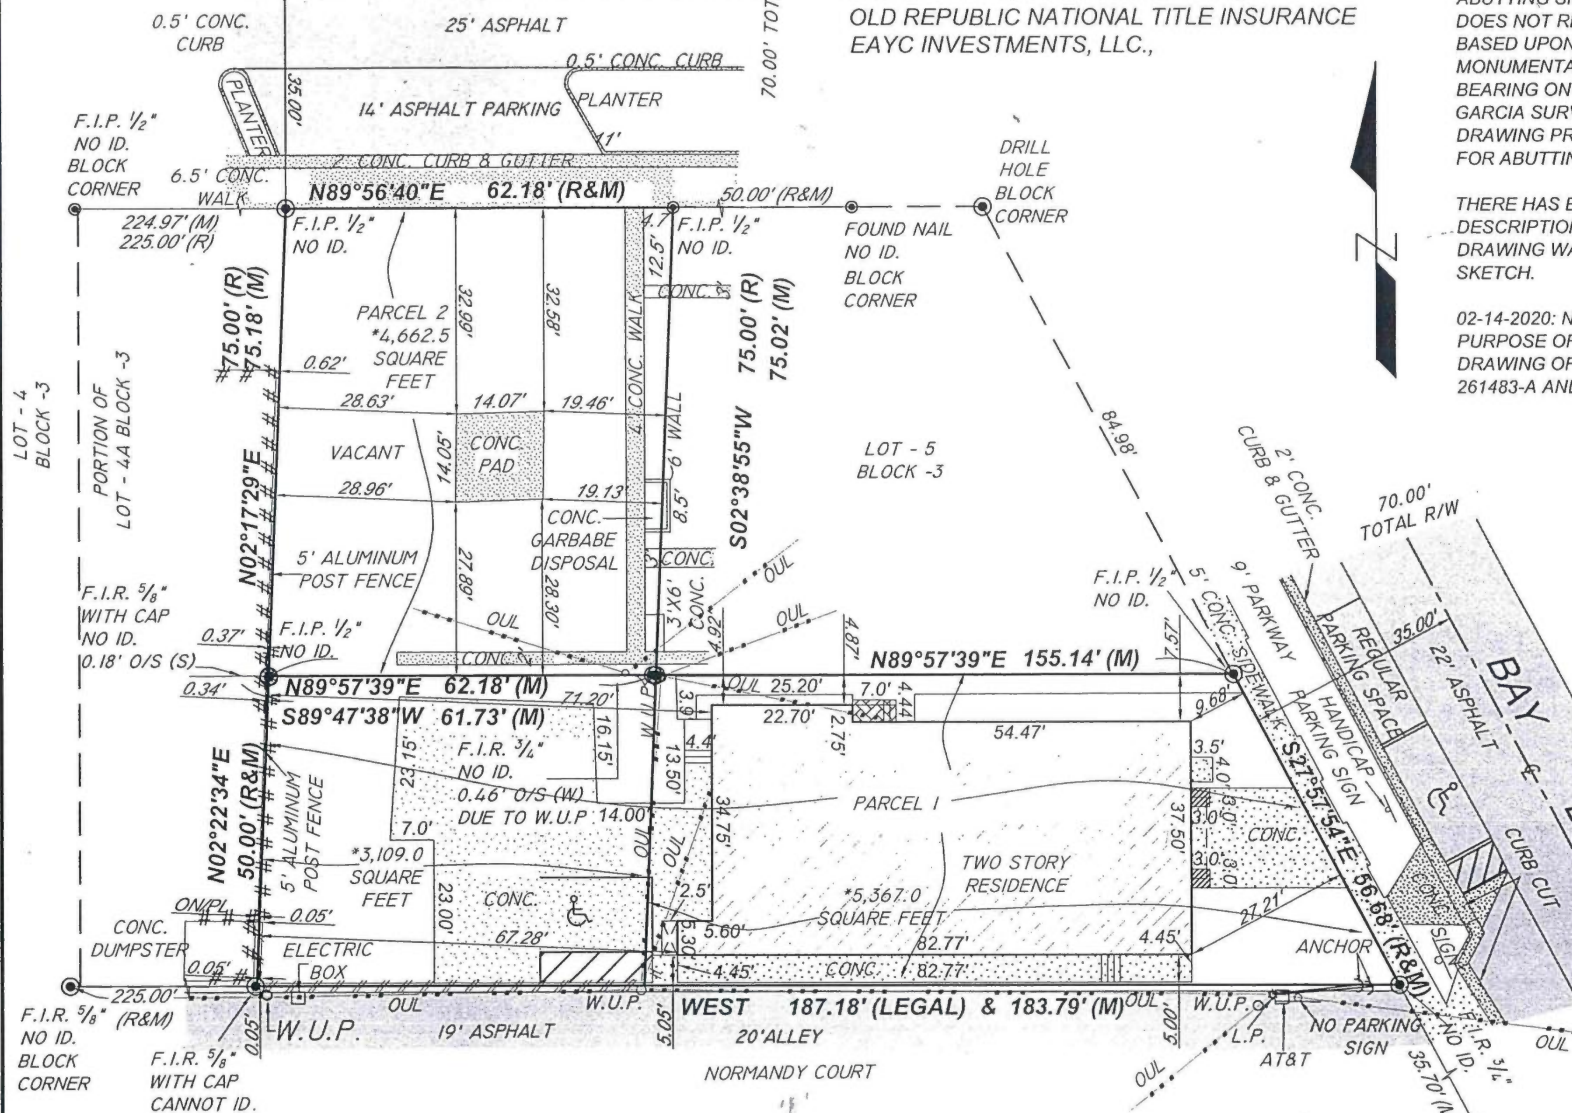 0.5' CONC.
CURB
25' ASPHALT
0.5' CONC. CURB
PLANTER
14' ASPHALT PARKING
PLANTER
11'
35.00'
70.00' TOT
OLD REPUBLIC NATIONAL TITLE INSURANCE
EAYC INVESTMENTS, LLC.,
DOES NOT RE
BASED UPON
MONUMENTA
BEARING ON
GARCIA SURV
DRAWING PR
FOR ABUTTIN
THERE HAS B
DESCRIPTION
DRAWING WA
SKETCH.
02-14-2020: N
PURPOSE OF
DRAWING OF
261483-A AND
F.I.P. 1/2"
NO ID.
BLOCK
CORNER
2' CONC. CURB & GUTTER
6.5' CONC.
WALK
N89°56'40"E 62.18' (R&M)
50.00' (R&M)
DRILL
HOLE
BLOCK
CORNER
224.97' (M)
225.00' (R)
F.I.P. 1/2"
NO ID.
4.7'
F.I.P. 1/2"
NO ID.
FOUND NAIL
NO ID.
BLOCK
CORNER
12.5'
CONC. 3'
75.00' (R)
75.18' (M)
PARCEL 2
*4,662.5
SQUARE
FEET
32.99'
32.58'
4' CONC. WALK
75.00' (R)
75.02' (M)
S02°38'55"W
LOT - 4
BLOCK -3
PORTION OF
LOT - 4A BLOCK -3
0.62'
28.63'
14.07'
19.46'
6' WALL
VACANT
14.05'
CONC.
PAD
28.96'
19.13'
8.5'
LOT - 5
BLOCK -3
84.98'
N02°17'29"E
CONC.
GARBABE
DISPOSAL
5' ALUMINUM
POST FENCE
27.89'
28.30'
3' CONC.
3'X6'
CONC.
OUL
OUL
OUL
2' CONC.
CURB & GUTTER
70.00'
TOTAL R/W
F.I.R. 5/8"
WITH CAP
NO ID.
0.37'
0.18' O/S (S)
F.I.P. 1/2"
NO ID.
4.92'
4.87'
F.I.P. 1/2"
NO ID.
5' CONC. SIDEWALK
9' PARKWAY
HANDICAP
PARKING SIGN
REGULAR
PARKING SPACE
35.00'
22' ASPHALT
BAY
N89°57'39"E 155.14' (M)
0.34'
N89°57'39"E 62.18' (M)
S89°47'38"W 61.73' (M)
71.20'
OUL
25.20'
7.0'
4.44'
9.68'
22.70'
2.75'
54.47'
N02°22'34"E
50.00' (R&M)
5' ALUMINUM
POST FENCE
23.15'
F.I.R. 3/4"
NO ID.
0.46' O/S (W)
DUE TO W.U.P
16.15'
4.4'
13.50'
14.00'
7.0'
34.75'
OUL
OUL
PARCEL 1
3.5'
4.0'
3.0'
3.0'
CONC.
3.0'
3.0'
37.50'
S27°57'54"E 56.68' (R&M)
*3,109.0
SQUARE
FEET
CONC.
23.00'
TWO STORY
RESIDENCE
*5,367.0
SQUARE FEET
2.5'
27.21'
CURB CUT
ON/PL
0.05'
CONC.
DUMPSTER
ELECTRIC
BOX
67.28'
5.60'
5.30'
82.77'
4.45'
ANCHOR
CONC.
SIGN
0.05'
4.45'
CONC.
82.77'
225.00'
(R&M)
OUL
W.U.P.
WEST 187.18' (LEGAL) & 183.79' (M)
OUL
W.U.P.
F.I.R. 5/8"
NO ID.
BLOCK
CORNER
0.05'
W.U.P.
19' ASPHALT
5.05'
20'ALLEY
5.00'
L.P.
NO PARKING
SIGN
AT&T
F.I.R. 3/4"
NO ID.
OUL
F.I.R. 5/8"
WITH CAP
CANNOT ID.
NORMANDY COURT
OUL